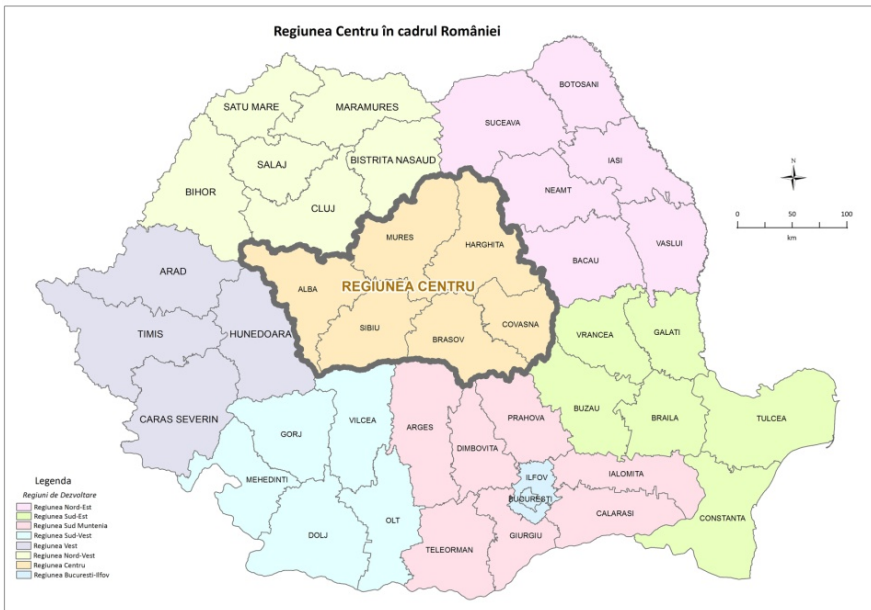 Regiunea Centru în cadrul României
BOTOSANI
SATU MARE
MARAMURES
SUCEAVA
IASI
SALAJ
BISTRITA NASAUD
N
BIHOR
NEAMT
CLUJ
0 50 100
km
MURES
HARGHITA
VASLUI
BACAU
ARAD
ALBA
REGIUNEA CENTRU
TIMIS
HUNEDOARA
SIBIU
BRASOV
COVASNA
VRANCEA
GALATI
CARAS SEVERIN
GORJ
VILCEA
ARGES
PRAHOVA
BUZAU
BRAILA
TULCEA
DIMBOVITA
MEHEDINTI
ILFOV
IALOMITA
BUCURESTI
DOLJ
OLT
CALARASI
CONSTANTA
TELEORMAN
GIURGIU
Legenda
Regiuni de Dezvoltare
Regiunea Nord-Est
Regiunea Sud-Est
Regiunea Sud Muntenia
Regiunea Sud-Vest
Regiunea Vest
Regiunea Nord-Vest
Regiunea Centru
Regiunea Bucuresti-Ilfov